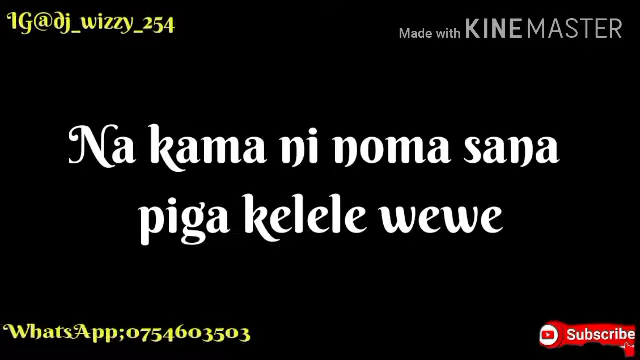 IG@dj_wizzy_254
Made with KINEMASTER
Na kama ni noma sana
piga kelele wewe
WhatsApp;0754603503
Subscribe